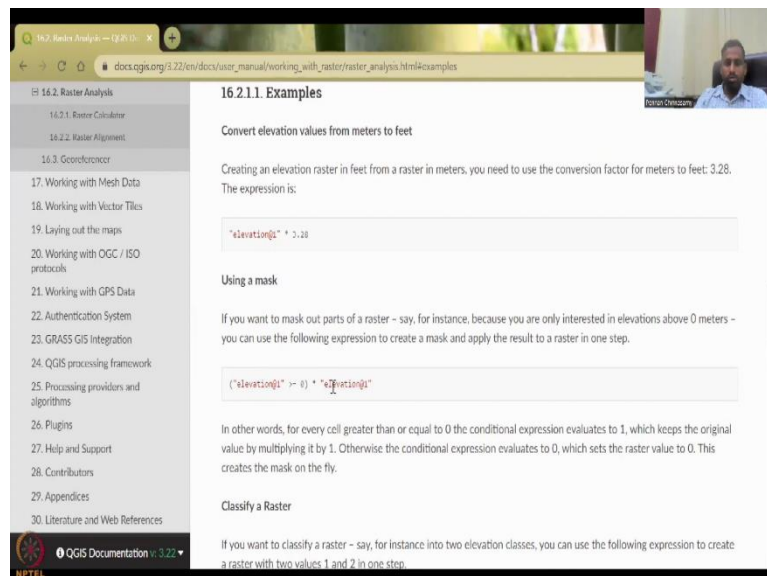 16.2. Raster Analysis — QGIS Do
docs.qgis.org/3.22/en/docs/user_manual/working_with_raster/raster_analysis.html#examples
Pennan Chinnasamy
16.2. Raster Analysis
16.2.1. Raster Calculator
16.2.2. Raster Alignment
16.3. Georeferencer
17. Working with Mesh Data
18. Working with Vector Tiles
19. Laying out the maps
20. Working with OGC / ISO
protocols
21. Working with GPS Data
22. Authentication System
23. GRASS GIS Integration
24. QGIS processing framework
25. Processing providers and
algorithms
26. Plugins
27. Help and Support
28. Contributors
29. Appendices
30. Literature and Web References
QGIS Documentation v: 3.22
NPTEL
16.2.1.1. Examples
Convert elevation values from meters to feet
Creating an elevation raster in feet from a raster in meters, you need to use the conversion factor for meters to feet: 3.28.
The expression is:
"elevation@1" * 3.28
Using a mask
If you want to mask out parts of a raster – say, for instance, because you are only interested in elevations above 0 meters –
you can use the following expression to create a mask and apply the result to a raster in one step.
("elevation@1" >= 0) * "elevation@1"
In other words, for every cell greater than or equal to 0 the conditional expression evaluates to 1, which keeps the original
value by multiplying it by 1. Otherwise the conditional expression evaluates to 0, which sets the raster value to 0. This
creates the mask on the fly.
Classify a Raster
If you want to classify a raster – say, for instance into two elevation classes, you can use the following expression to create
a raster with two values 1 and 2 in one step.